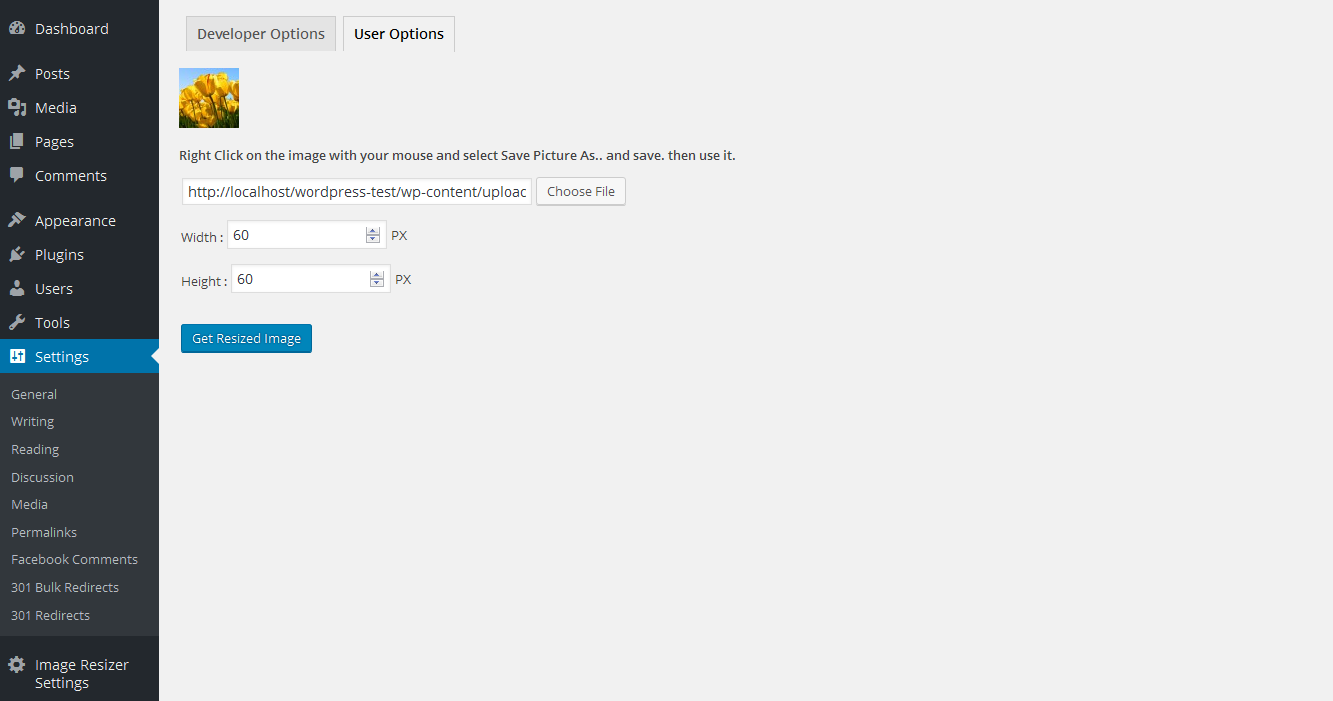 Dashboard
Posts
Media
Pages
Comments
Appearance
Plugins
Users
Tools
Settings
General
Writing
Reading
Discussion
Media
Permalinks
Facebook Comments
301 Bulk Redirects
301 Redirects
Image Resizer
Settings
Developer Options
User Options
Right Click on the image with your mouse and select Save Picture As.. and save. then use it.
http://localhost/wordpress-test/wp-content/uploac
Choose File
Width : 60 PX
Height : 60 PX
Get Resized Image